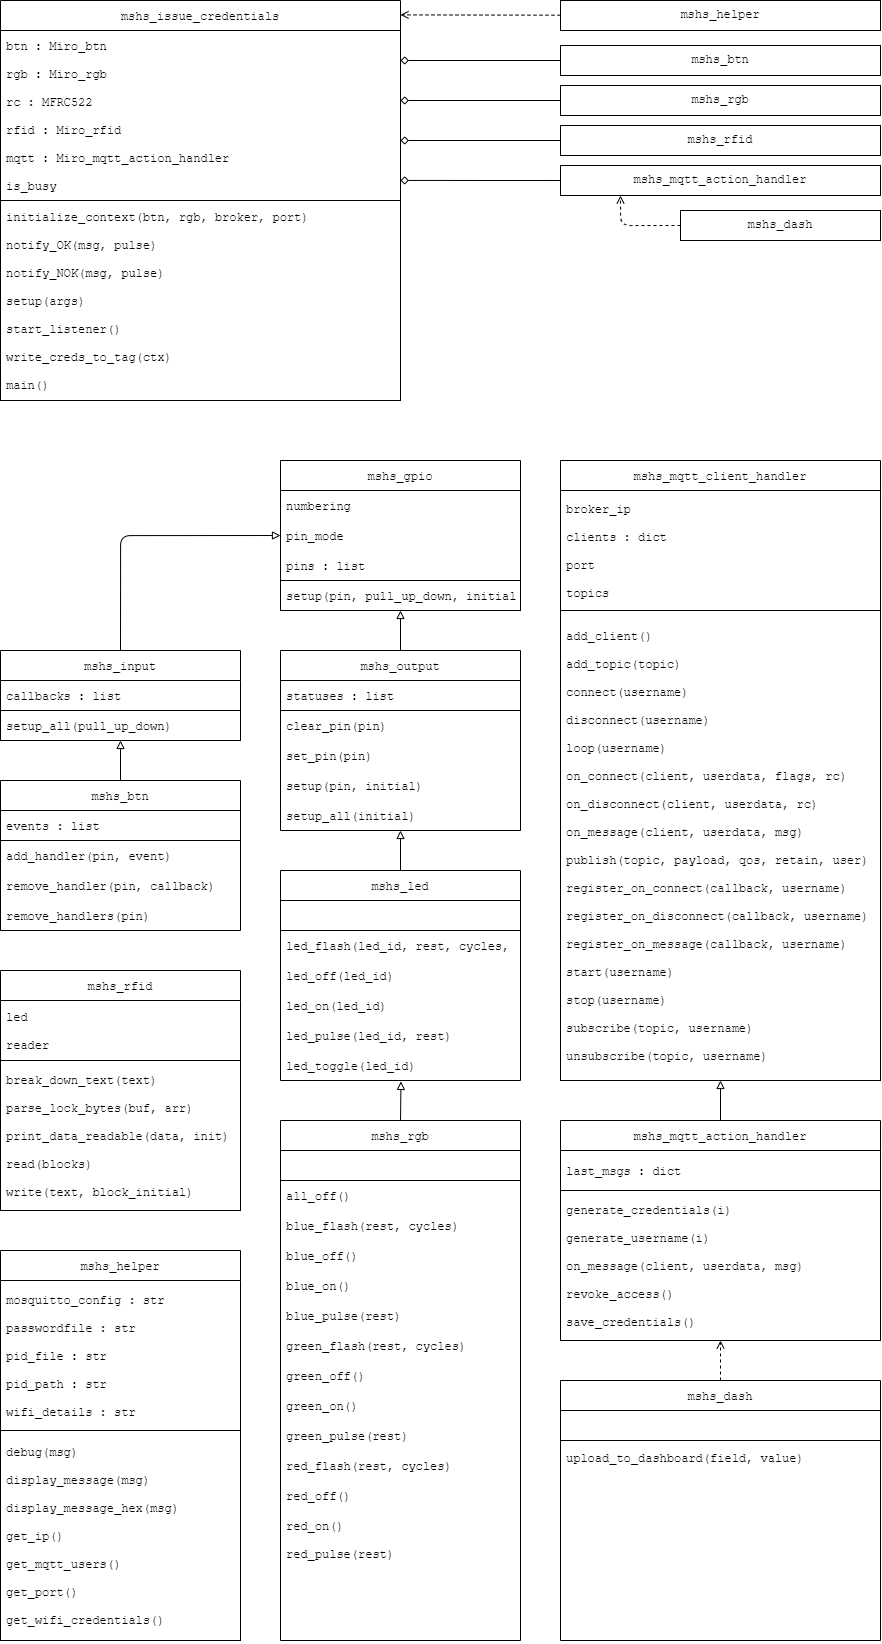 mshs_issue_credentials
btn : Miro_btn
rgb : Miro_rgb
rc : MFRC522
rfid : Miro_rfid
mqtt : Miro_mqtt_action_handler
is_busy
initialize_context(btn, rgb, broker, port)
notify_OK(msg, pulse)
notify_NOK(msg, pulse)
setup(args)
start_listener()
write_creds_to_tag(ctx)
main()
mshs_helper
mshs_btn
mshs_rgb
mshs_rfid
mshs_mqtt_action_handler
mshs_dash
mshs_gpio
numbering
pin_mode
pins : list
setup(pin, pull_up_down, initial
mshs_input
callbacks : list
setup_all(pull_up_down)
mshs_btn
events : list
add_handler(pin, event)
remove_handler(pin, callback)
remove_handlers(pin)
mshs_rfid
led
reader
break_down_text(text)
parse_lock_bytes(buf, arr)
print_data_readable(data, init)
read(blocks)
write(text, block_initial)
mshs_helper
mosquitto_config : str
passwordfile : str
pid_file : str
pid_path : str
wifi_details : str
debug(msg)
display_message(msg)
display_message_hex(msg)
get_ip()
get_mqtt_users()
get_port()
get_wifi_credentials()
mshs_output
statuses : list
clear_pin(pin)
set_pin(pin)
setup(pin, initial)
setup_all(initial)
mshs_led
led_flash(led_id, rest, cycles,
led_off(led_id)
led_on(led_id)
led_pulse(led_id, rest)
led_toggle(led_id)
mshs_rgb
all_off()
blue_flash(rest, cycles)
blue_off()
blue_on()
blue_pulse(rest)
green_flash(rest, cycles)
green_off()
green_on()
green_pulse(rest)
red_flash(rest, cycles)
red_off()
red_on()
red_pulse(rest)
mshs_mqtt_client_handler
broker_ip
clients : dict
port
topics
add_client()
add_topic(topic)
connect(username)
disconnect(username)
loop(username)
on_connect(client, userdata, flags, rc)
on_disconnect(client, userdata, rc)
on_message(client, userdata, msg)
publish(topic, payload, qos, retain, user)
register_on_connect(callback, username)
register_on_disconnect(callback, username)
register_on_message(callback, username)
start(username)
stop(username)
subscribe(topic, username)
unsubscribe(topic, username)
mshs_mqtt_action_handler
last_msgs : dict
generate_credentials(i)
generate_username(i)
on_message(client, userdata, msg)
revoke_access()
save_credentials()
mshs_dash
upload_to_dashboard(field, value)